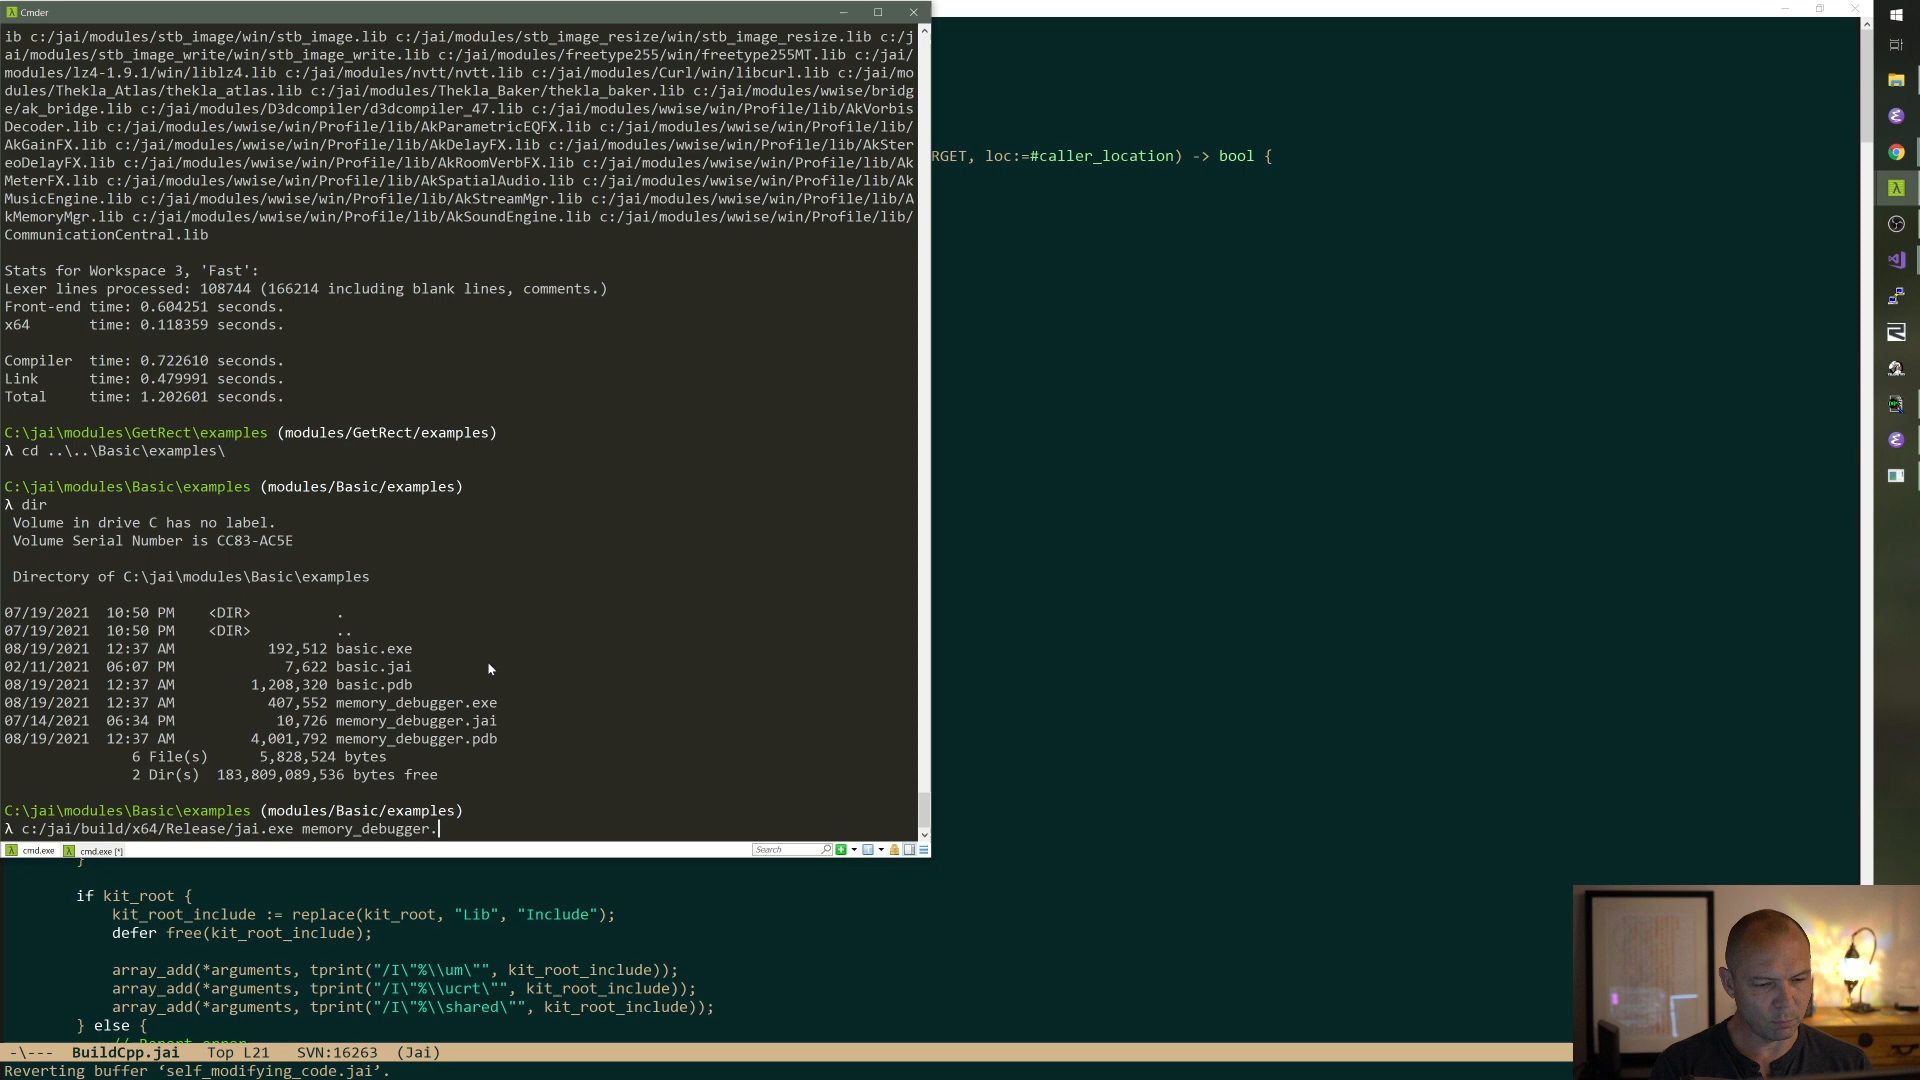 Cmder
ib c:/jai/modules/stb_image/win/stb_image.lib c:/jai/modules/stb_image_resize/win/stb_image_resize.lib c:/j
ai/modules/stb_image_write/win/stb_image_write.lib c:/jai/modules/freetype255/win/freetype255MT.lib c:/jai/
modules/lz4-1.9.1/win/liblz4.lib c:/jai/modules/nvtt/nvtt.lib c:/jai/modules/Curl/win/libcurl.lib c:/jai/mo
dules/Thekla_Atlas/thekla_atlas.lib c:/jai/modules/Thekla_Baker/thekla_baker.lib c:/jai/modules/wwise/bridg
e/ak_bridge.lib c:/jai/modules/D3dcompiler/d3dcompiler_47.lib c:/jai/modules/wwise/win/Profile/lib/AkVorbis
Decoder.lib c:/jai/modules/wwise/win/Profile/lib/AkParametricEQFX.lib c:/jai/modules/wwise/win/Profile/lib/
AkGainFX.lib c:/jai/modules/wwise/win/Profile/lib/AkDelayFX.lib c:/jai/modules/wwise/win/Profile/lib/AkSter
eoDelayFX.lib c:/jai/modules/wwise/win/Profile/lib/AkRoomVerbFX.lib c:/jai/modules/wwise/win/Profile/lib/Ak
MeterFX.lib c:/jai/modules/wwise/win/Profile/lib/AkSpatialAudio.lib c:/jai/modules/wwise/win/Profile/lib/Ak
MusicEngine.lib c:/jai/modules/wwise/win/Profile/lib/AkStreamMgr.lib c:/jai/modules/wwise/win/Profile/lib/A
kMemoryMgr.lib c:/jai/modules/wwise/win/Profile/lib/AkSoundEngine.lib c:/jai/modules/wwise/win/Profile/lib/
CommunicationCentral.lib
Stats for Workspace 3, 'Fast':
Lexer lines processed: 108744 (166214 including blank lines, comments.)
Front-end time: 0.604251 seconds.
x64       time: 0.118359 seconds.
Compiler  time: 0.722610 seconds.
Link      time: 0.479991 seconds.
Total     time: 1.202601 seconds.
C:\jai\modules\GetRect\examples (modules/GetRect/examples)
λ cd ..\..\Basic\examples\
C:\jai\modules\Basic\examples (modules/Basic/examples)
λ dir
 Volume in drive C has no label.
 Volume Serial Number is CC83-AC5E
 Directory of C:\jai\modules\Basic\examples
07/19/2021  10:50 PM    <DIR>          .
07/19/2021  10:50 PM    <DIR>          ..
08/19/2021  12:37 AM           192,512 basic.exe
02/11/2021  06:07 PM             7,622 basic.jai
08/19/2021  12:37 AM         1,208,320 basic.pdb
08/19/2021  12:37 AM           407,552 memory_debugger.exe
07/14/2021  06:34 PM            10,726 memory_debugger.jai
08/19/2021  12:37 AM         4,001,792 memory_debugger.pdb
               6 File(s)      5,828,524 bytes
               2 Dir(s)  183,809,089,536 bytes free
C:\jai\modules\Basic\examples (modules/Basic/examples)
λ c:/jai/build/x64/Release/jai.exe memory_debugger.
cmd.exe cmd.exe [*] Search
RGET, loc:=#caller_location) -> bool {
}
if kit_root {
    kit_root_include := replace(kit_root, "Lib", "Include");
    defer free(kit_root_include);
    array_add(*arguments, tprint("/I\"%\\um\"", kit_root_include));
    array_add(*arguments, tprint("/I\"%\\ucrt\"", kit_root_include));
    array_add(*arguments, tprint("/I\"%\\shared\"", kit_root_include));
} else {
    // Report error
-\---  BuildCpp.jai   Top L21   SVN:16263  (Jai)
Reverting buffer ‘self_modifying_code.jai’.